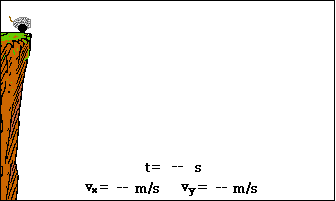 t = -- s
vx = -- m/s vy = -- m/s